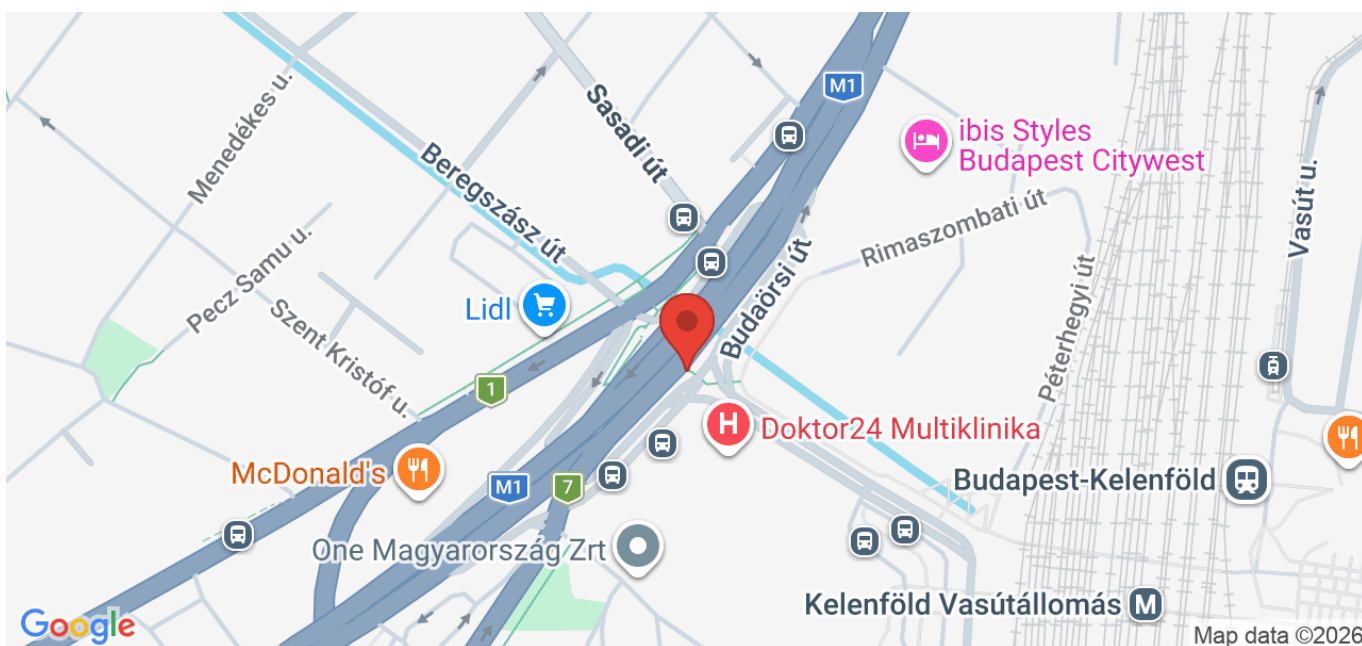 M1
Menedékes u.
Sasadi út
ibis Styles
Budapest Citywest
Beregszász út
Vasút u.
Rimaszombati út
Pecz Samu u.
Budaörsi út
Lidl
Péterhegyi út
Szent Kristóf u.
1
H
Doktor24 Multiklinika
McDonald's
M1
7
Budapest-Kelenföld
One Magyarország Zrt
Kelenföld Vasútállomás
M
Google
Map data ©2026